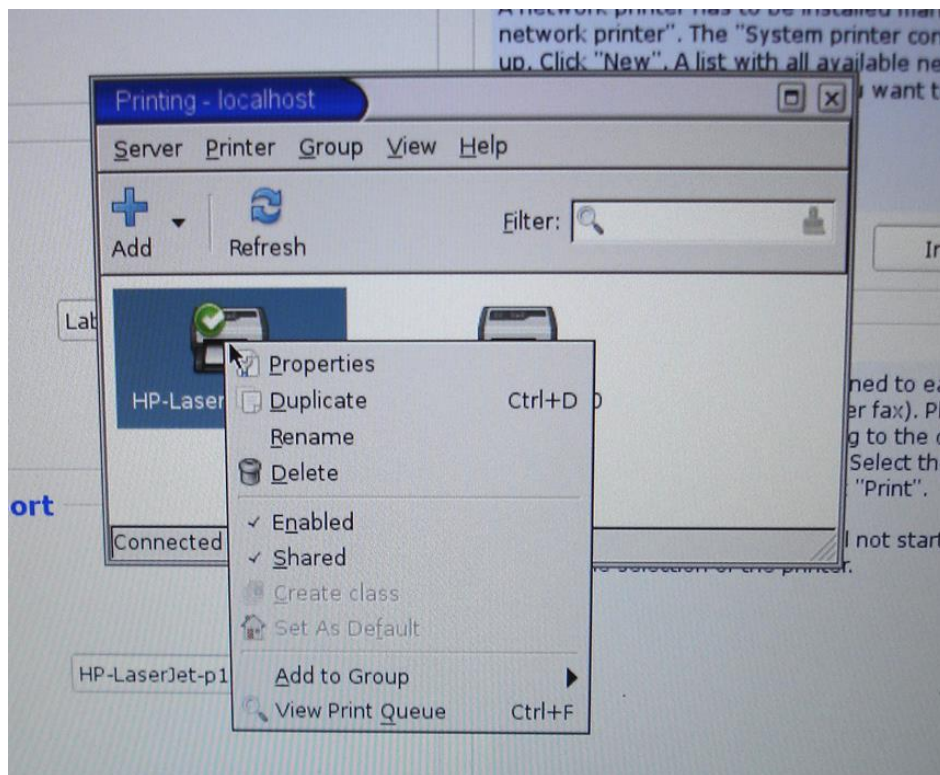 network printer". The "System printer con
up. Click "New". A list with all available ne
want t
Printing - localhost
Server Printer Group View Help
Add
Refresh
Filter:
In
Lab
HP-Laser
Properties
Duplicate Ctrl+D
Rename
Delete
Enabled
Shared
Create class
Set As Default
Add to Group
View Print Queue Ctrl+F
Connected
ned to ea
er fax). Pl
g to the
Select th
"Print".
not start
ort
HP-LaserJet-p1